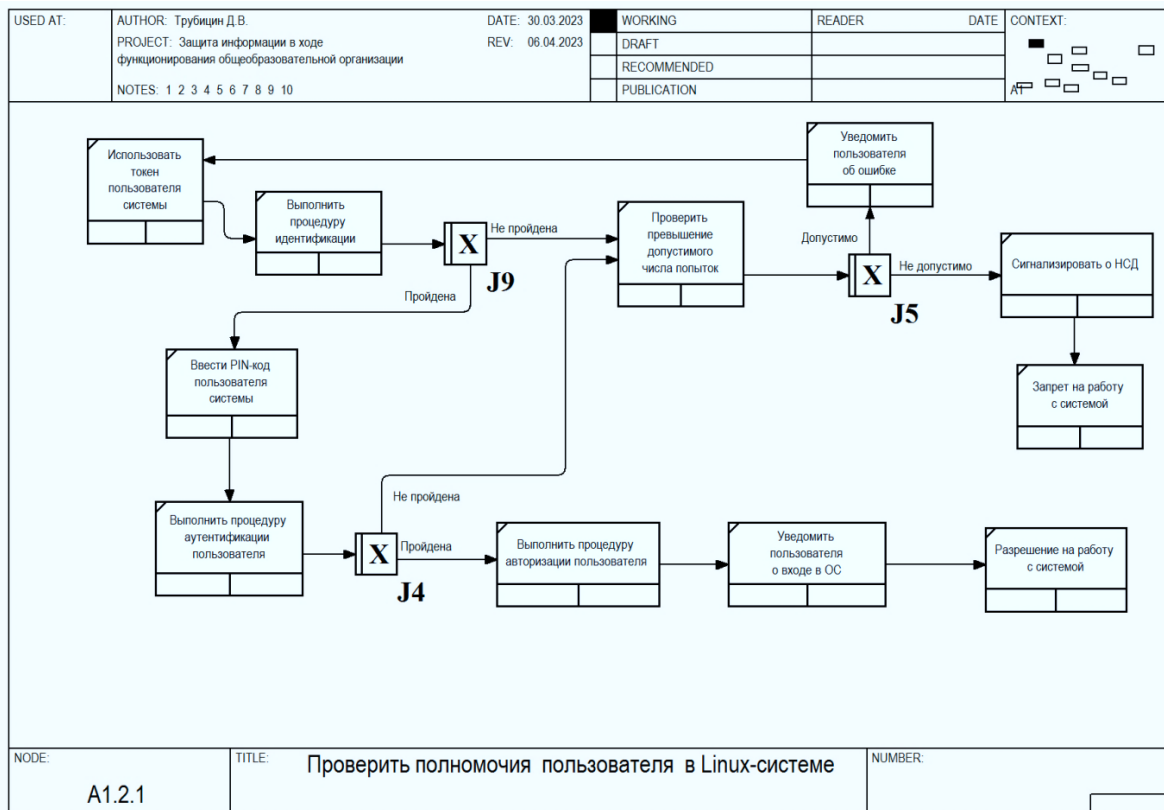 USED AT:
AUTHOR: Трубицин Д.В.
DATE: 30.03.2023
PROJECT: Защита информации в ходе
функционирования общеобразовательной организации
REV: 06.04.2023
NOTES: 1 2 3 4 5 6 7 8 9 10
WORKING
DRAFT
RECOMMENDED
PUBLICATION
READER DATE
CONTEXT:
A1
Использовать
токен
пользователя
системы
Выполнить
процедуру
идентификации
X
J9
Не пройдена
Пройдена
Проверить
превышение
допустимого
числа попыток
Уведомить
пользователя
об ошибке
Допустимо
X
J5
Не допустимо
Сигнализировать о НСД
Запрет на работу
с системой
Ввести PIN-код
пользователя
системы
Выполнить процедуру
аутентификации
пользователя
X
J4
Не пройдена
Пройдена
Выполнить процедуру
авторизации пользователя
Уведомить
пользователя
о входе в ОС
Разрешение на работу
с системой
NODE:
A1.2.1
TITLE:
Проверить полномочия пользователя в Linux-системе
NUMBER: